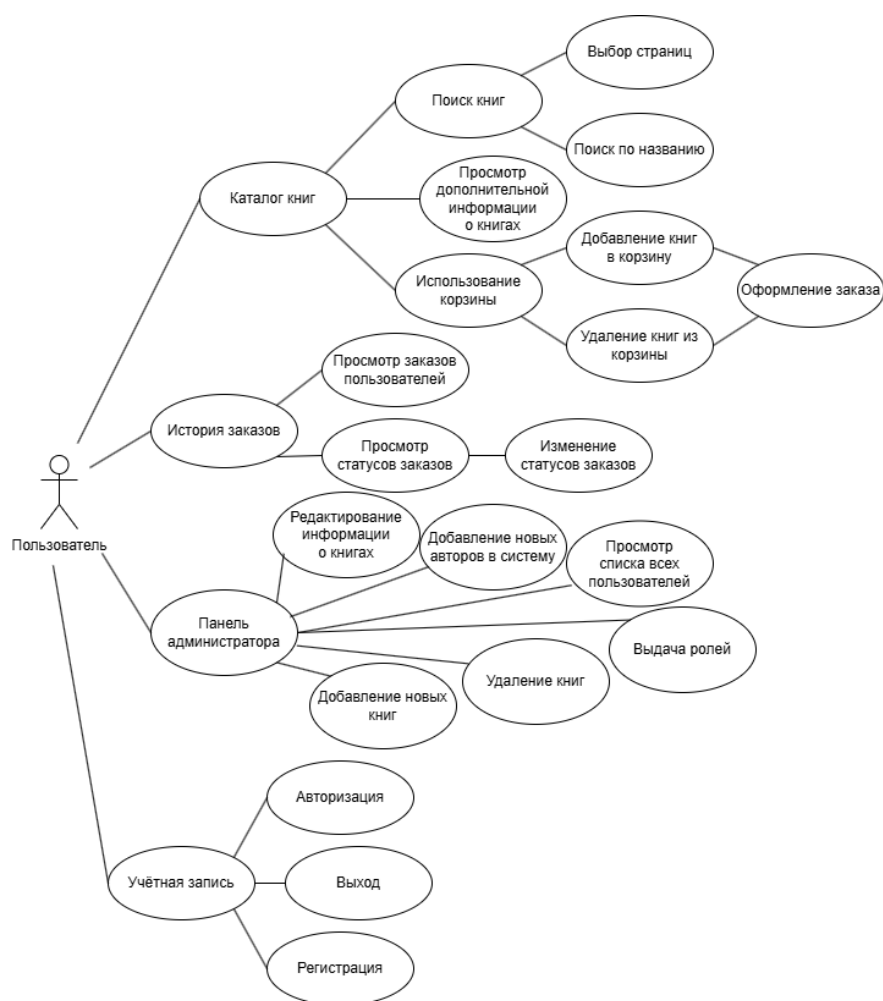 Выбор страниц
Поиск книг
Поиск по названию
Просмотр
дополнительной
информации
о книгах
Каталог книг
Добавление книг
в корзину
Использование
корзины
Оформление заказа
Удаление книг из
корзины
Просмотр заказов
пользователей
История заказов
Просмотр
статусов заказов
Изменение
статусов заказов
Пользователь
Редактирование
информации
о книгах
Добавление новых
авторов в систему
Просмотр
списка всех
пользователей
Панель
администратора
Выдача ролей
Удаление книг
Добавление новых
книг
Авторизация
Учётная запись
Выход
Регистрация